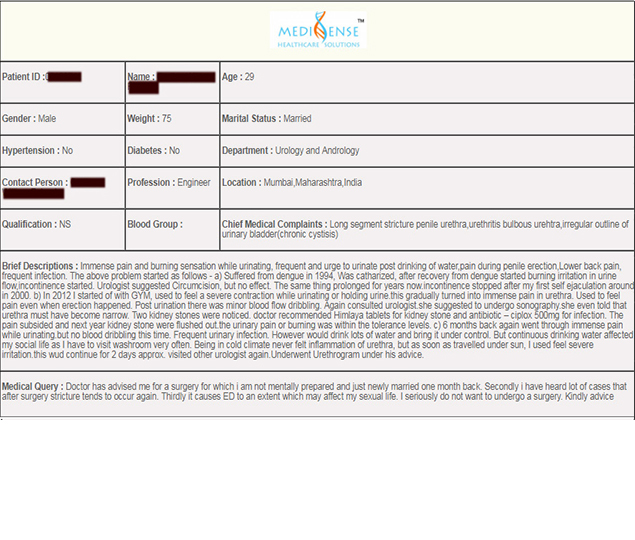 MEDISENSE™
HEALTHCARE SOLUTIONS
Patient ID :
Name :
Age : 29
Gender : Male
Weight : 75
Marital Status : Married
Hypertension : No
Diabetes : No
Department : Urology and Andrology
Contact Person :
Profession : Engineer
Location : Mumbai,Maharashtra,India
Qualification : NS
Blood Group :
Chief Medical Complaints : Long segment stricture penile urethra,urethritis bulbous urehtra,irregular outline of
urinary bladder(chronic cystisis)
Brief Descriptions : Immense pain and burning sensation while urinating, frequent and urge to urinate post drinking of water,pain during penile erection,Lower back pain,
frequent infection. The above problem started as follows - a) Suffered from dengue in 1994, Was catharized, after recovery from dengue started burning irritation in urine
flow,incontinence started. Urologist suggested Circumcision, but no effect. The same thing prolonged for years now.incontinence stopped after my first self ejaculation around
in 2000. b) In 2012 I started of with GYM, used to feel a severe contraction while urinating or holding urine.this gradually turned into immense pain in urethra. Used to feel
pain even when erection happened. Post urination there was minor blood flow dribbling. Again consulted urologist.she suggested to undergo sonography.she even told that
urethra must have become narrow. Two kidney stones were noticed. doctor recommended Himlaya tablets for kidney stone and antibiotic – ciplox 500mg for infection. The
pain subsided and next year kidney stone were flushed out.the urinary pain or burning was within the tolerance levels. c) 6 months back again went through immense pain
while urinating.but no blood dribbling this time. Frequent urinary infection. However would drink lots of water and bring it under control. But continuous drinking water affected
my social life as I have to visit washroom very often. Being in cold climate never felt inflammation of urethra, but as soon as travelled under sun, I used feel severe
irritation.this wud continue for 2 days approx. visited other urologist again.Underwent Urethrogram under his advice.
Medical Query : Doctor has advised me for a surgery for which i am not mentally prepared and just newly married one month back. Secondly i have heard lot of cases that
after surgery stricture tends to occur again. Thirdly it causes ED to an extent which may affect my sexual life. I seriously do not want to undergo a surgery. Kindly advice